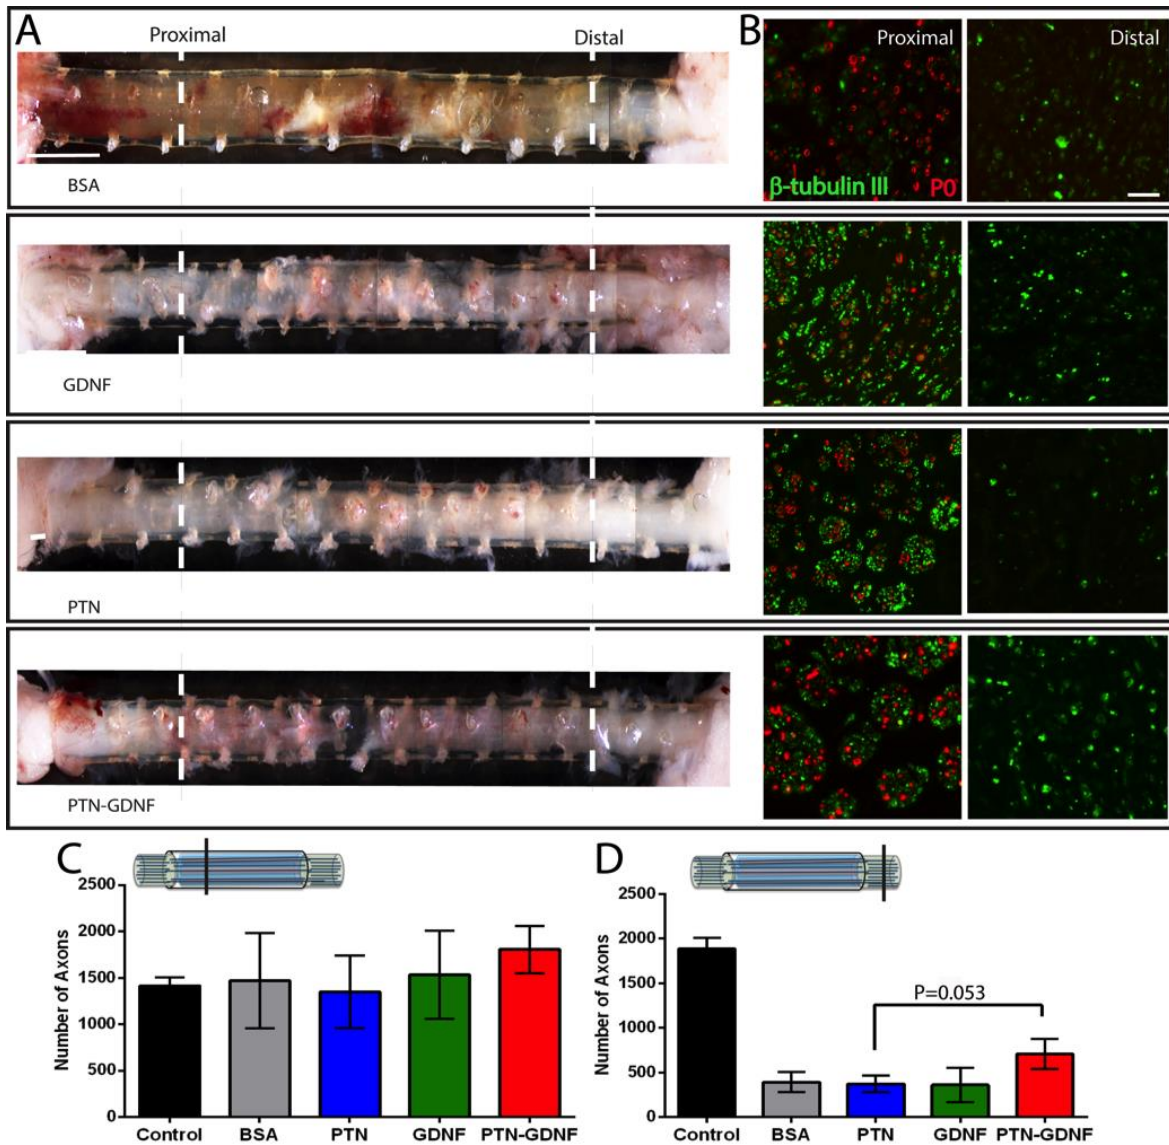 A
Proximal
Distal
BSA
GDNF
PTN
PTN-GDNF
B
Proximal
Distal
β-tubulin III
P0
C
2500
2000
1500
1000
500
0
Number of Axons
Control BSA PTN GDNF PTN-GDNF
D
2500
2000
1500
1000
500
0
Number of Axons
P=0.053
Control BSA PTN GDNF PTN-GDNF